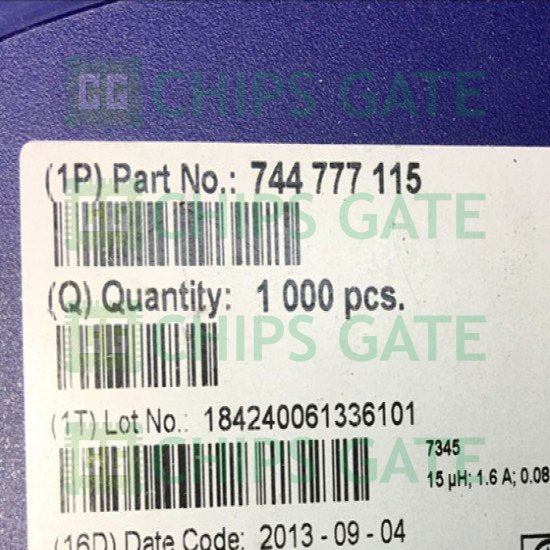 GG CHIPS GATE
(1P) Part No.: 744 777 115
CHIPS GATE
(Q) Quantity: 1 000 pcs.
CHIPS GATE
(1T) Lot No.: 184240061336101
7345
15 µH; 1.6 A; 0.08
CHIPS GATE
(16D) Date Code: 2013 - 09 - 04